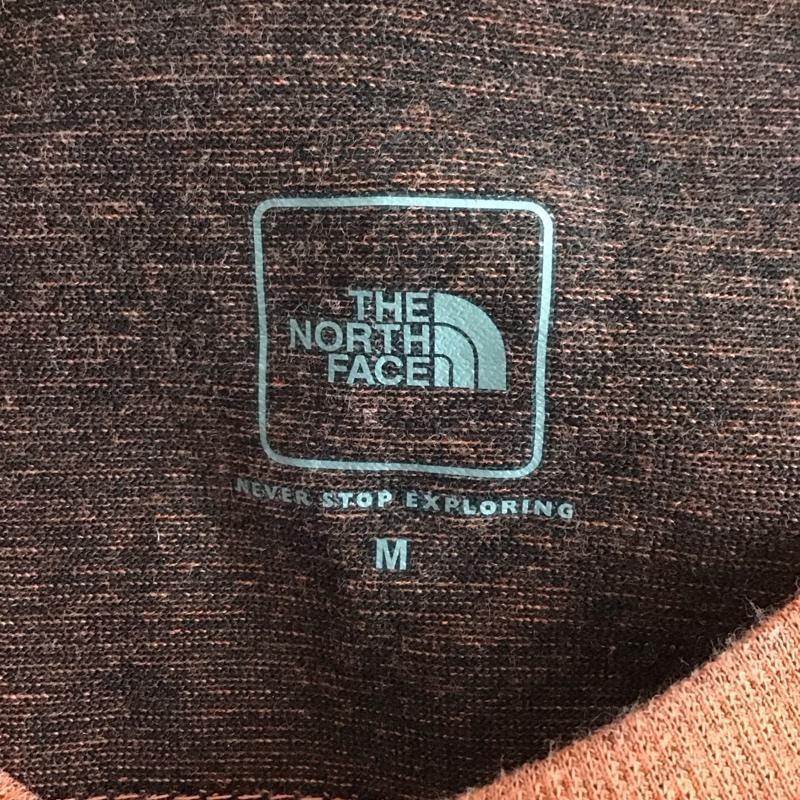 THE
NORTH
FACE
NEVER STOP EXPLORING
M